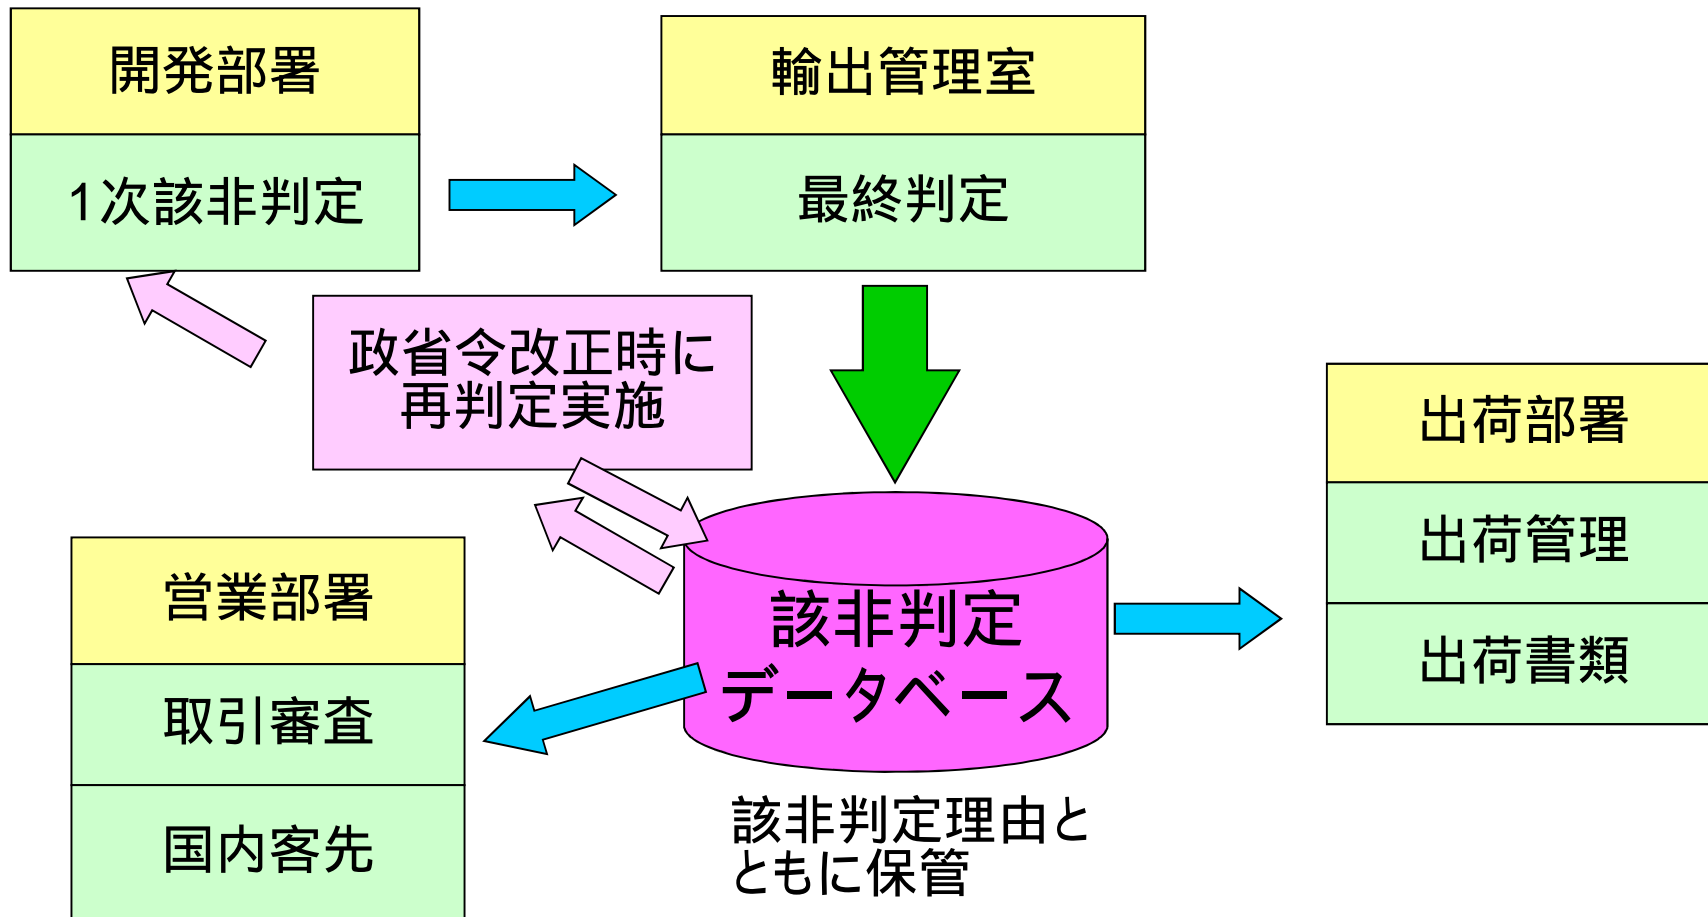 開発部署
1次該非判定
輸出管理室
最終判定
政省令改正時に
再判定実施
出荷部署
出荷管理
出荷書類
営業部署
取引審査
国内客先
該非判定
データベース
該非判定理由と
ともに保管